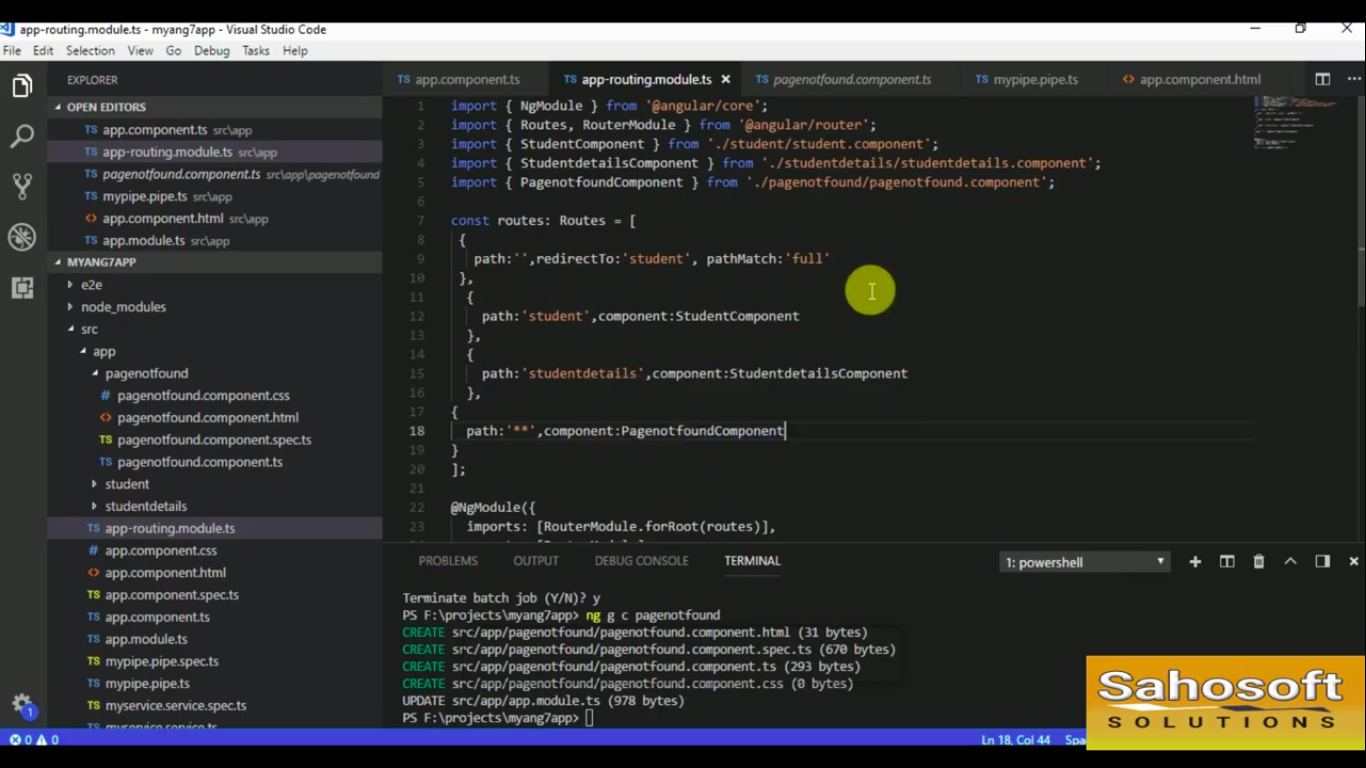 app-routing.module.ts - myang7app - Visual Studio Code
File Edit Selection View Go Debug Tasks Help
EXPLORER
OPEN EDITORS
TS app.component.ts src\app
TS app-routing.module.ts src\app
TS pagenotfound.component.ts src\app\pagenotfound
TS mypipe.pipe.ts src\app
<> app.component.html src\app
TS app.module.ts src\app
MYANG7APP
e2e
node_modules
src
app
pagenotfound
# pagenotfound.component.css
<> pagenotfound.component.html
TS pagenotfound.component.spec.ts
TS pagenotfound.component.ts
student
studentdetails
TS app-routing.module.ts
# app.component.css
<> app.component.html
TS app.component.spec.ts
TS app.component.ts
TS app.module.ts
TS mypipe.pipe.spec.ts
TS mypipe.pipe.ts
TS myservice.service.spec.ts
TS myservice.service.ts
1
TS app.component.ts TS app-routing.module.ts × TS pagenotfound.component.ts TS mypipe.pipe.ts <> app.component.html
1 import { NgModule } from '@angular/core';
2 import { Routes, RouterModule } from '@angular/router';
3 import { StudentComponent } from './student/student.component';
4 import { StudentdetailsComponent } from './studentdetails/studentdetails.component';
5 import { PagenotfoundComponent } from './pagenotfound/pagenotfound.component';
6
7 const routes: Routes = [
8 {
9 path:'',redirectTo:'student', pathMatch:'full'
10 },
11 {
12 path:'student',component:StudentComponent
13 },
14 {
15 path:'studentdetails',component:StudentdetailsComponent
16 },
17 {
18 path:'**',component:PagenotfoundComponent
19 }
20 ];
21
22 @NgModule({
23 imports: [RouterModule.forRoot(routes)],
PROBLEMS OUTPUT DEBUG CONSOLE TERMINAL 1: powershell
Terminate batch job (Y/N)? y
PS F:\projects\myang7app> ng g c pagenotfound
CREATE src/app/pagenotfound/pagenotfound.component.html (31 bytes)
CREATE src/app/pagenotfound/pagenotfound.component.spec.ts (670 bytes)
CREATE src/app/pagenotfound/pagenotfound.component.ts (293 bytes)
CREATE src/app/pagenotfound/pagenotfound.component.css (0 bytes)
UPDATE src/app/app.module.ts (978 bytes)
PS F:\projects\myang7app>
0 0 Ln 18, Col 44
Sahosoft
SOLUTIONS